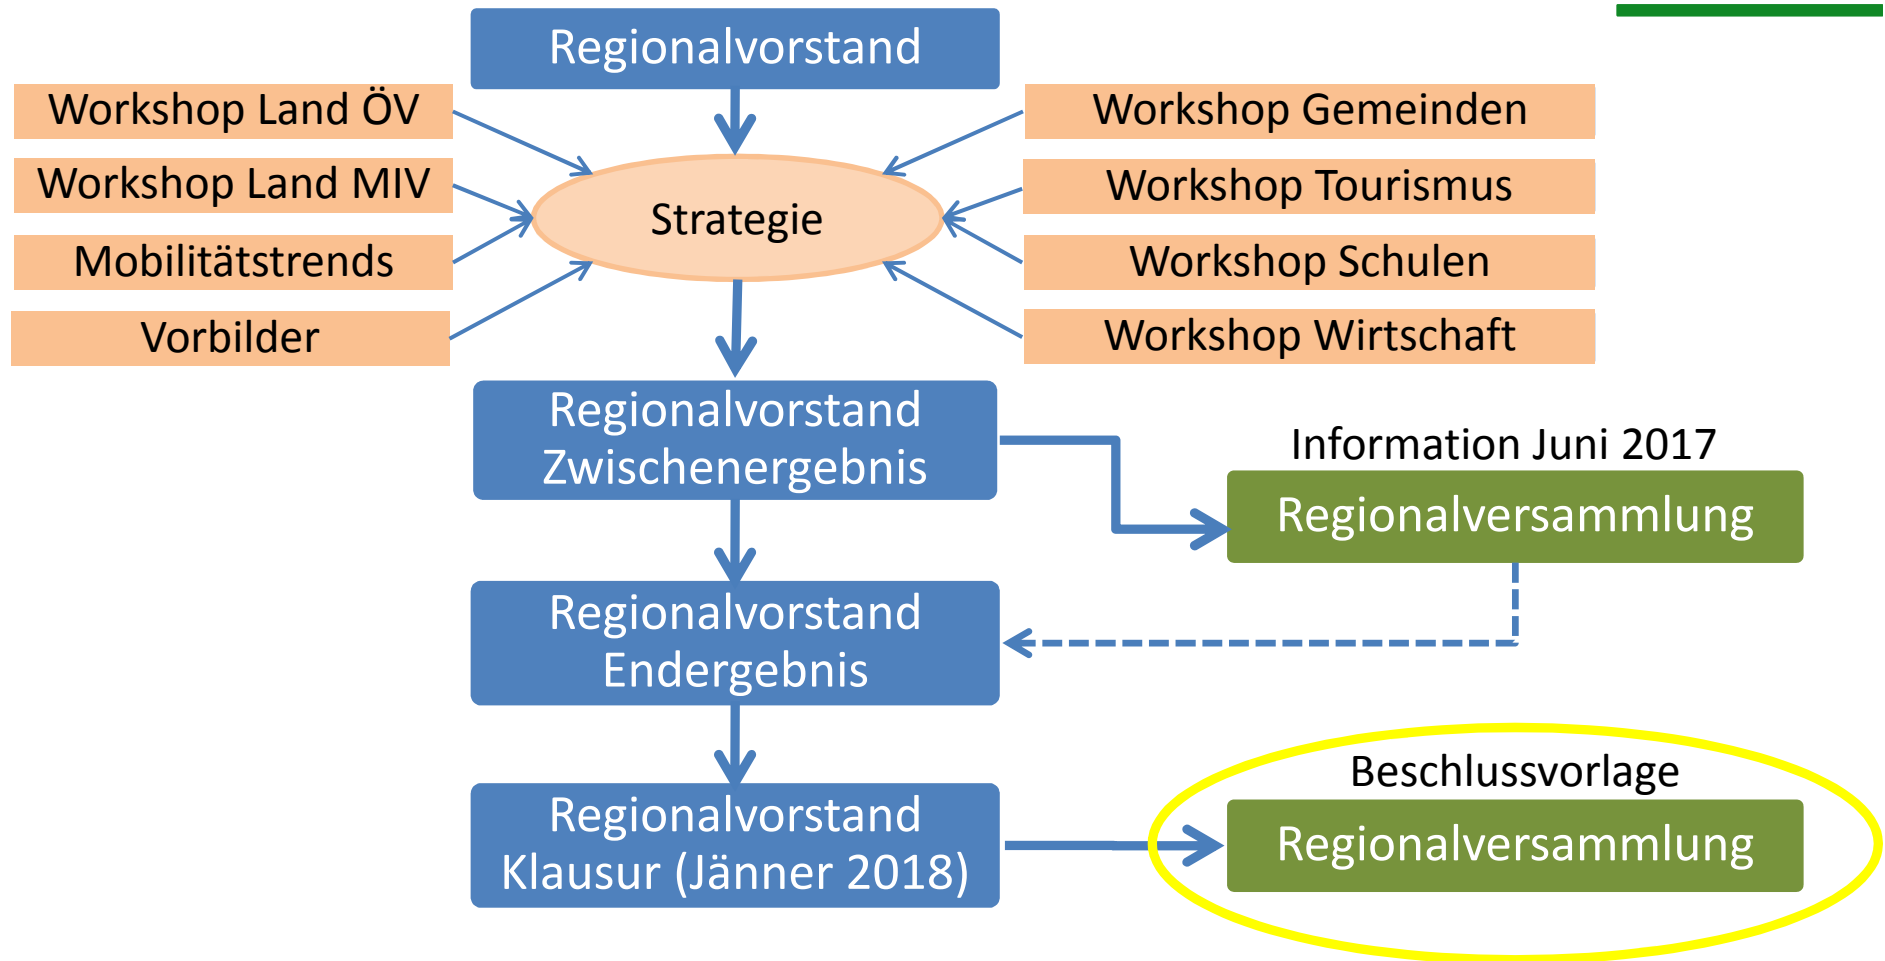 Regionalvorstand
Workshop Land ÖV
Workshop Land MIV
Mobilitätstrends
Vorbilder
Strategie
Workshop Gemeinden
Workshop Tourismus
Workshop Schulen
Workshop Wirtschaft
Regionalvorstand
Zwischenergebnis
Information Juni 2017
Regionalversammlung
Regionalvorstand
Endergebnis
Regionalvorstand
Klausur (Jänner 2018)
Beschlussvorlage
Regionalversammlung